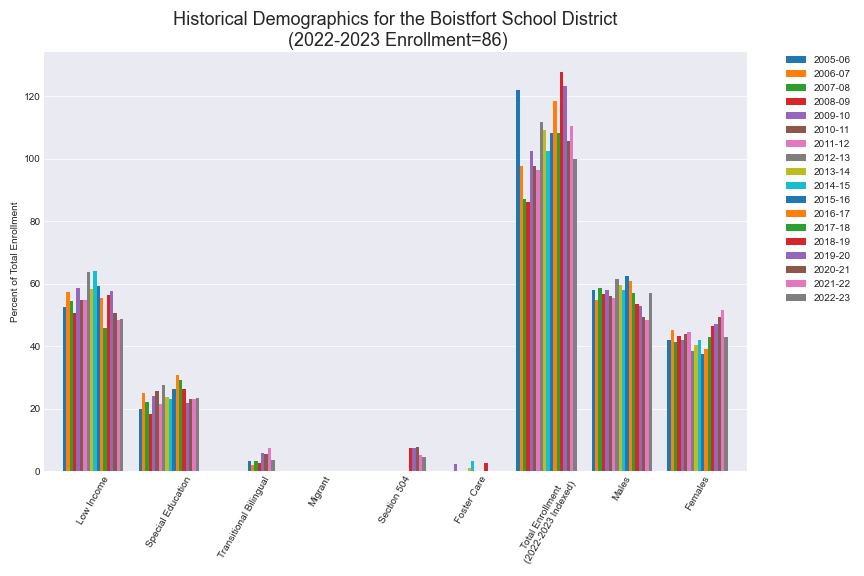 Historical Demographics for the Boistfort School District
(2022-2023 Enrollment=86)
Percent of Total Enrollment
120
100
80
60
40
20
0
Low Income
Special Education
Transitional Bilingual
Migrant
Section 504
Foster Care
Total Enrollment
(2022-2023 Indexed)
Males
Females
2005-06
2006-07
2007-08
2008-09
2009-10
2010-11
2011-12
2012-13
2013-14
2014-15
2015-16
2016-17
2017-18
2018-19
2019-20
2020-21
2021-22
2022-23